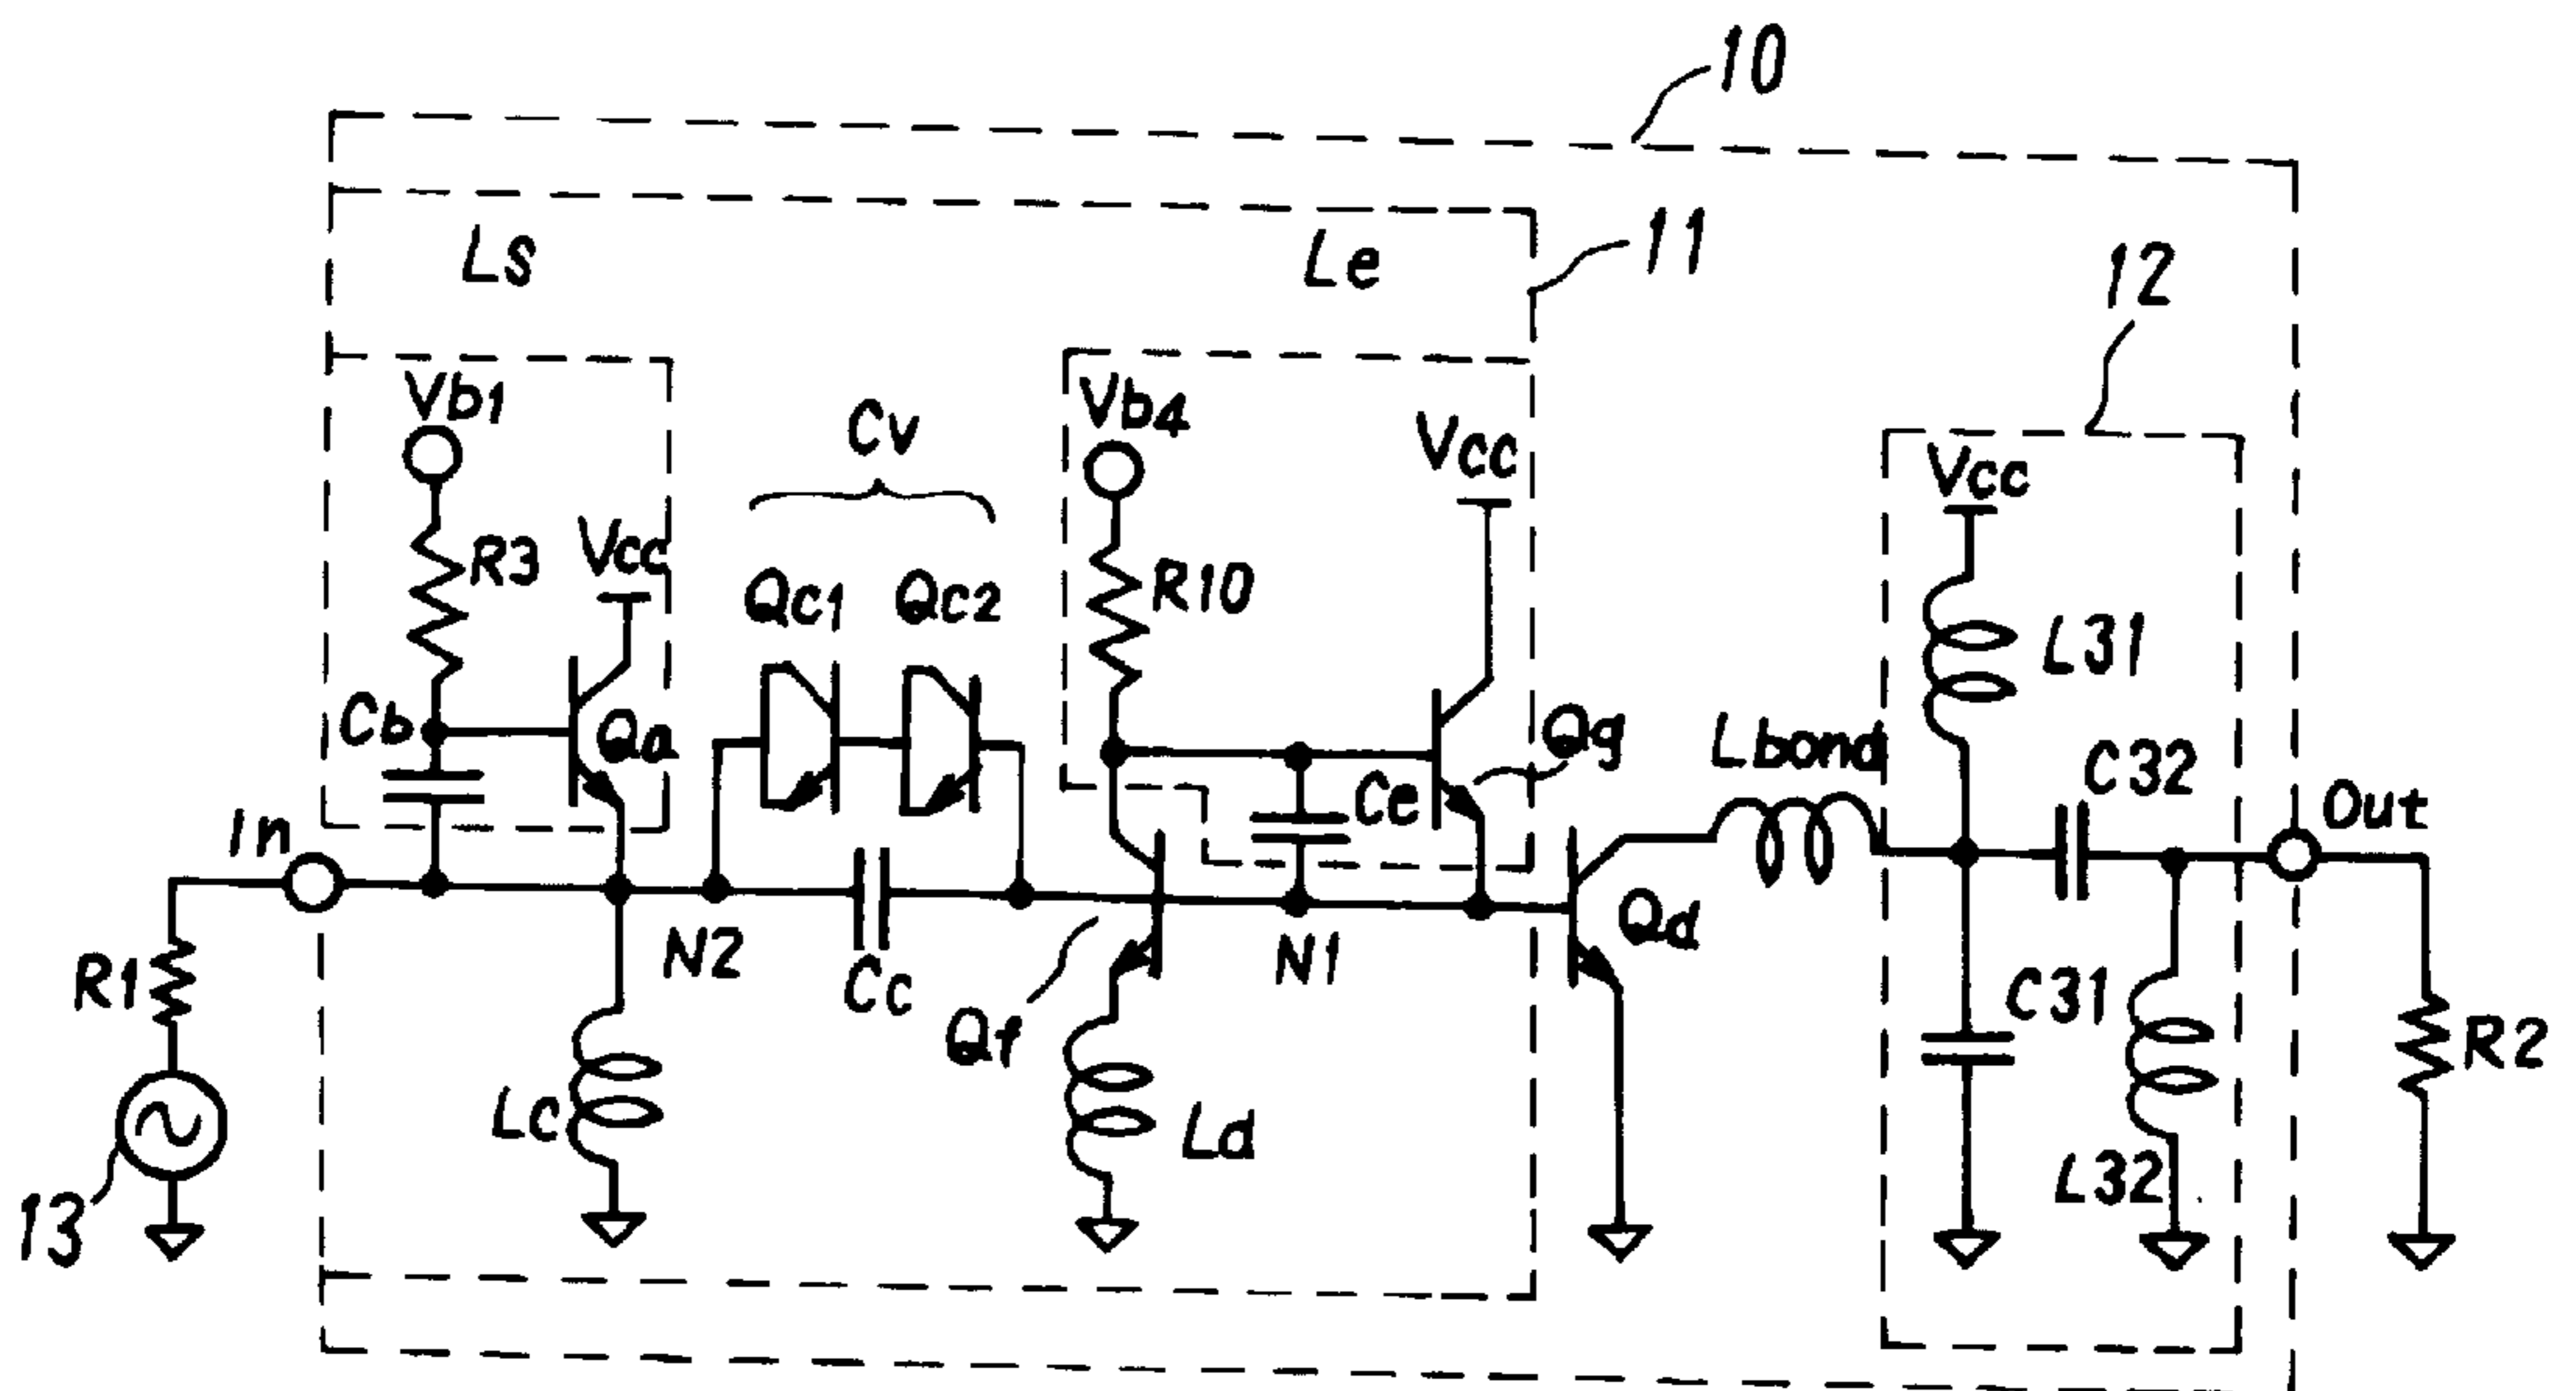 10
Ls
Le
11
12
Vb1
Cv
Vb4
Vcc
Vcc
R3
Vcc
Qc1
Qc2
R10
L31
Cb
Qa
Qg
Lbond
C32
Ce
In
Out
Qd
R1
N2
Cc
N1
C31
Qf
R2
Lc
Ld
L32
13